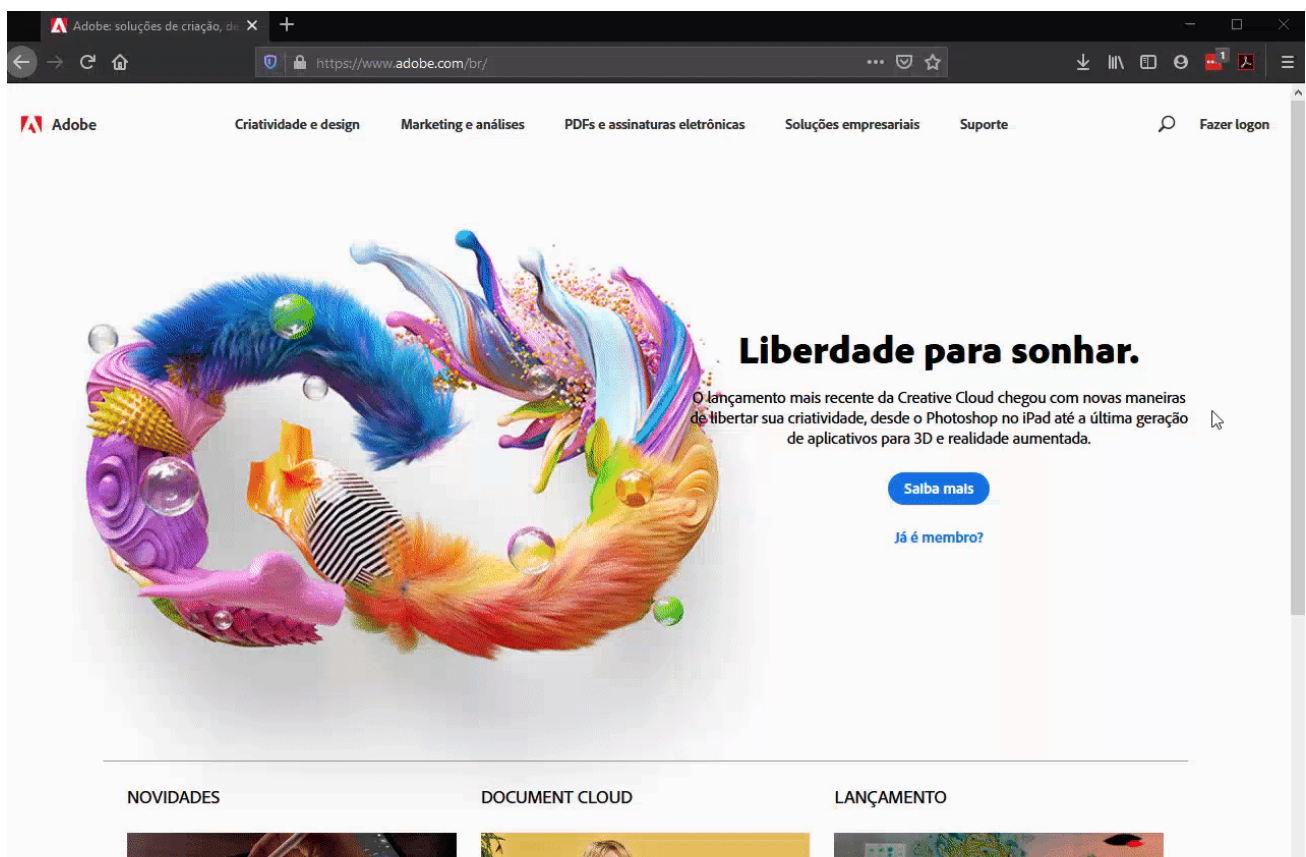 Adobe: soluções de criação, de
https://www.adobe.com/br/
1
Adobe
Criatividade e design
Marketing e análises
PDFs e assinaturas eletrônicas
Soluções empresariais
Suporte
Fazer logon
Liberdade para sonhar.
O lançamento mais recente da Creative Cloud chegou com novas maneiras
de libertar sua criatividade, desde o Photoshop no iPad até a última geração
de aplicativos para 3D e realidade aumentada.
Saiba mais
Já é membro?
NOVIDADES
DOCUMENT CLOUD
LANÇAMENTO